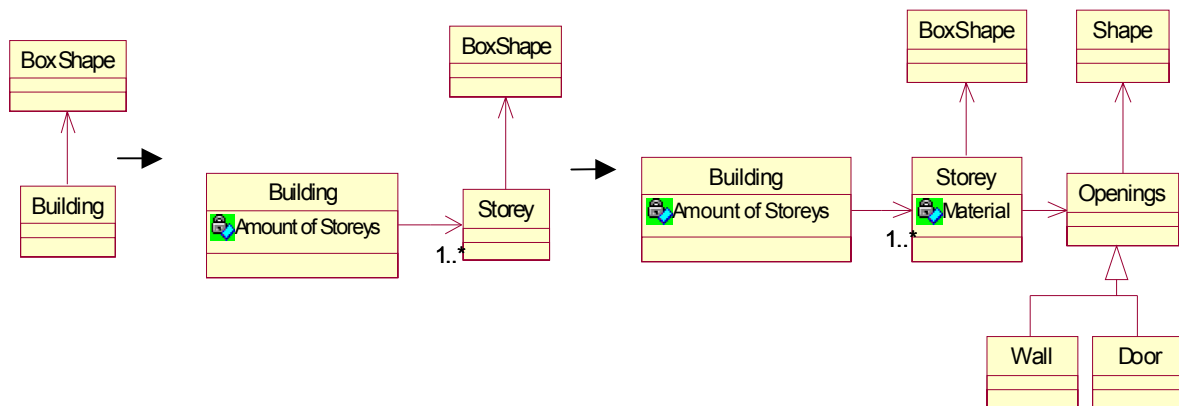 BoxShape
Building
BoxShape
Building
Amount of Storeys
Storey
1..*
BoxShape
Shape
Building
Amount of Storeys
Storey
Material
1..*
Openings
Wall
Door